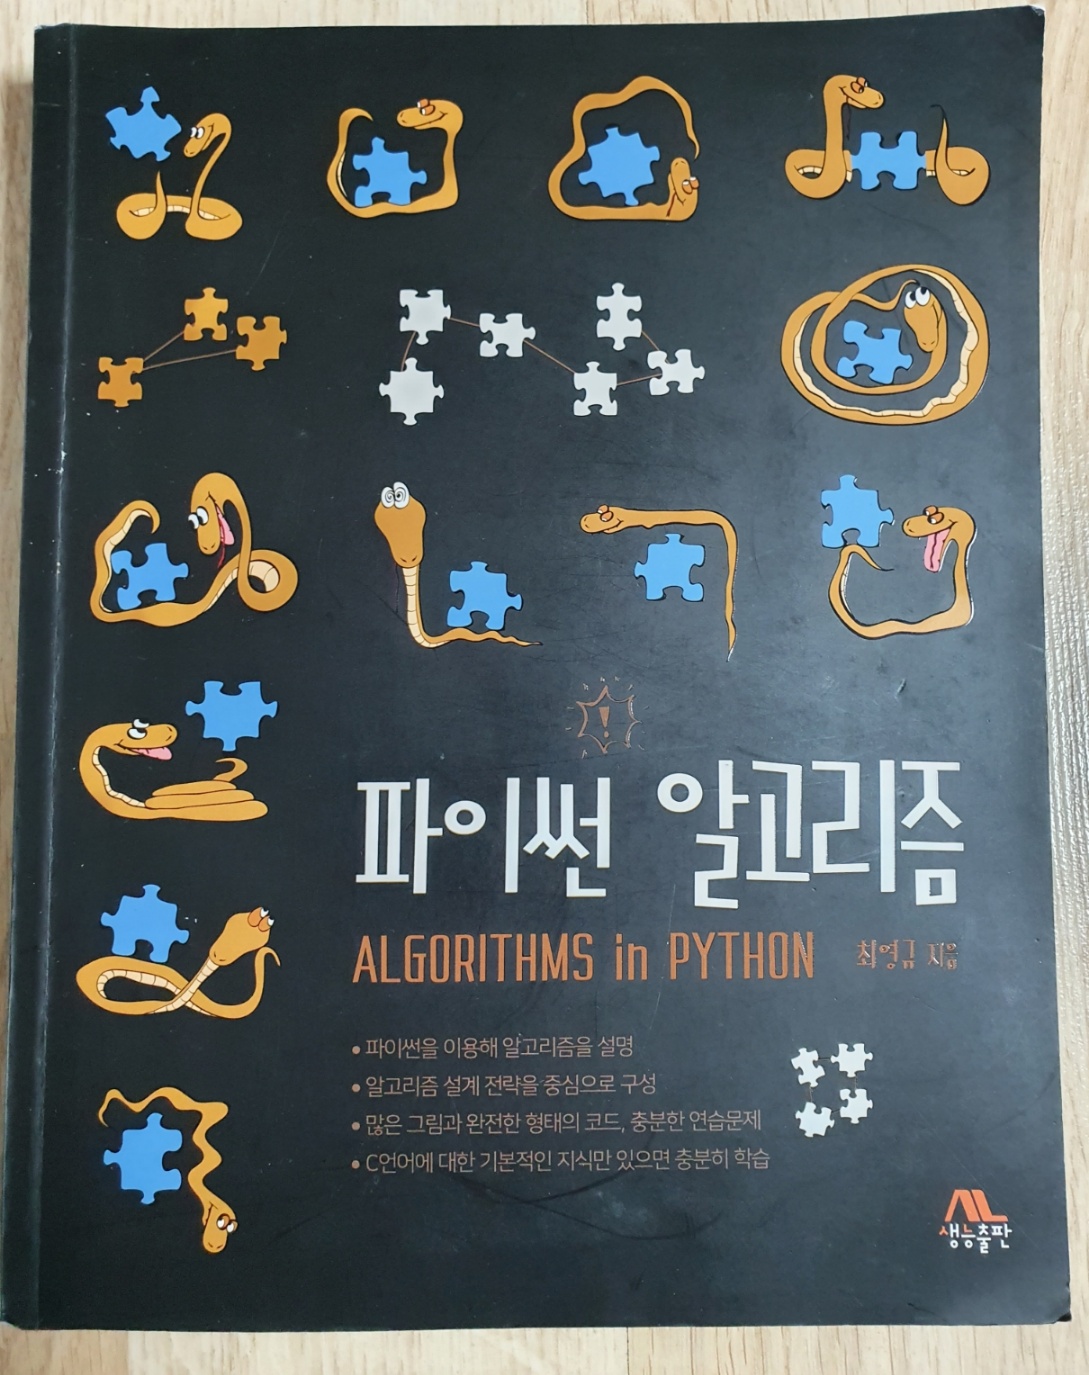 !
파이썬 알고리즘
ALGORITHMS in PYTHON 최영규 지음
• 파이썬을 이용해 알고리즘을 설명
• 알고리즘 설계 전략을 중심으로 구성
• 많은 그림과 완전한 형태의 코드, 충분한 연습문제
• C언어에 대한 기본적인 지식만 있으면 충분히 학습
생능출판